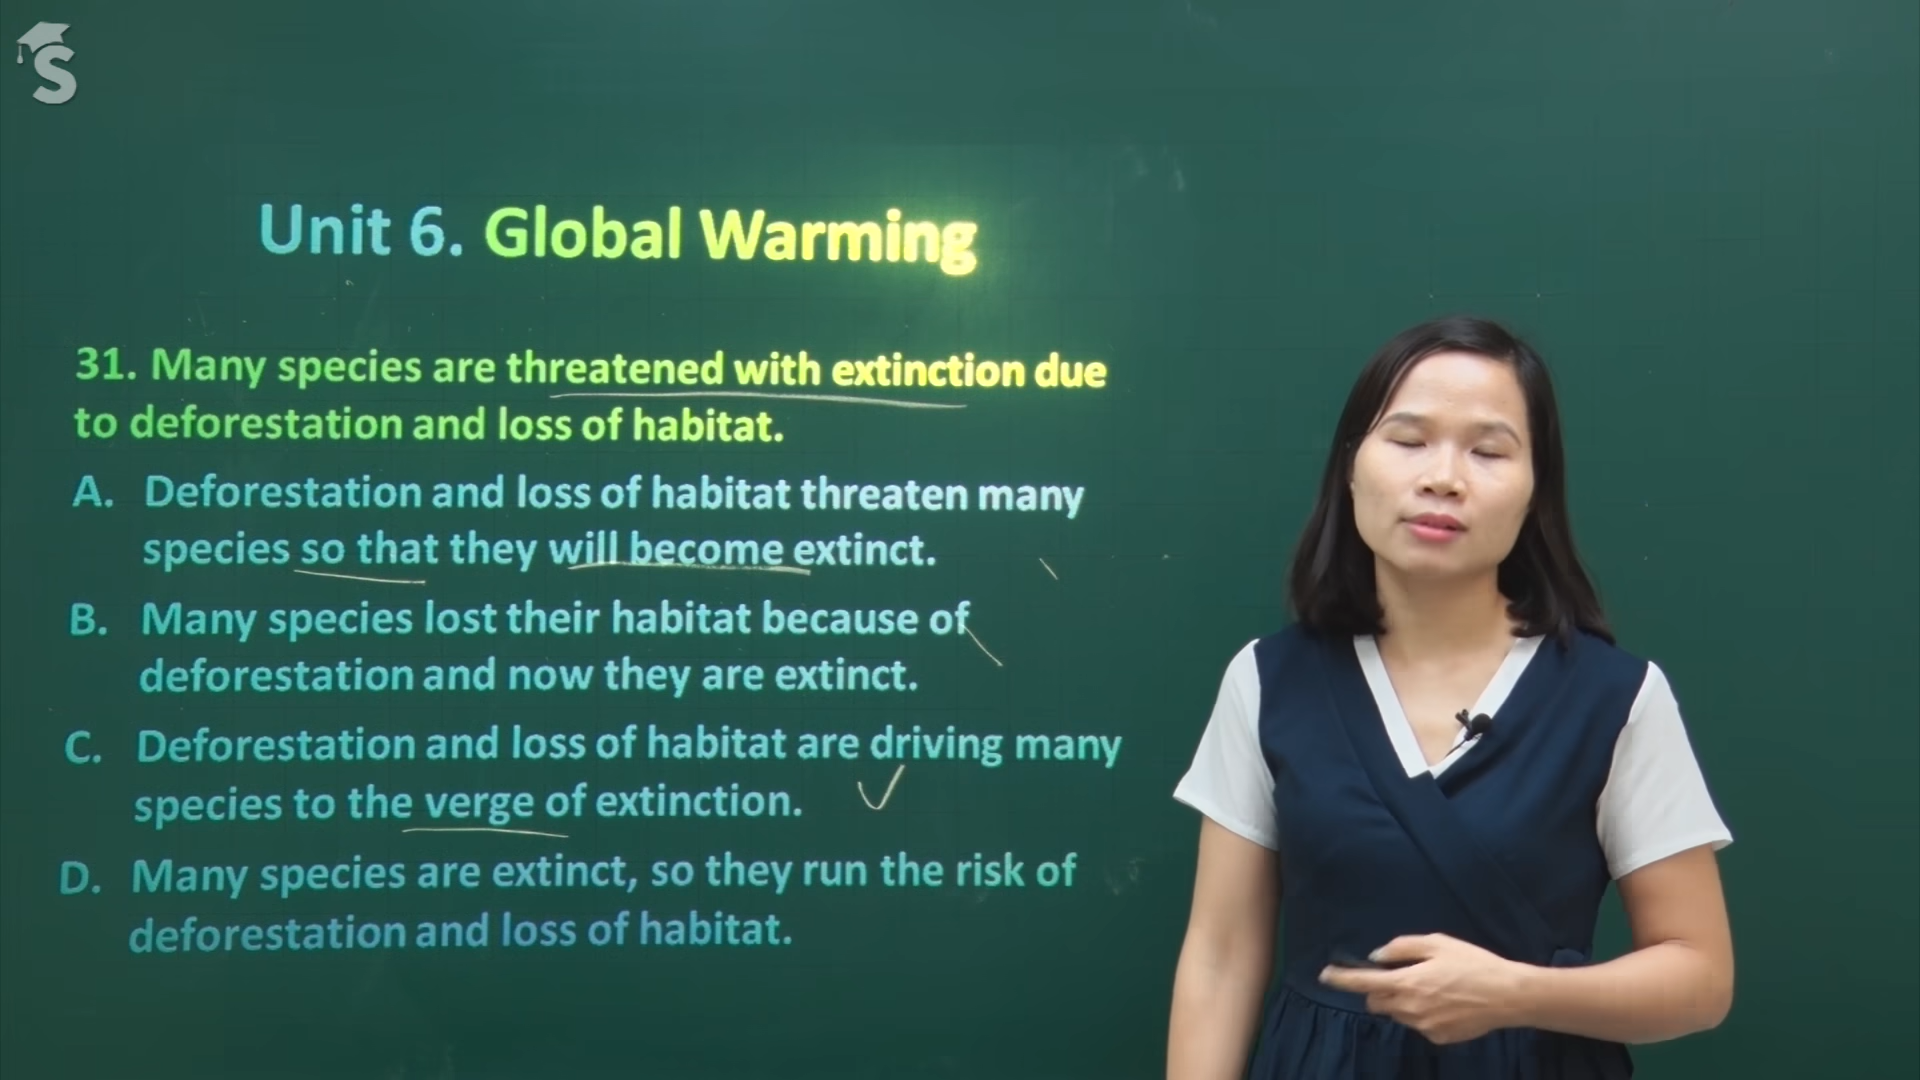 S
Unit 6. Global Warming
31. Many species are threatened with extinction due
to deforestation and loss of habitat.
A. Deforestation and loss of habitat threaten many
species so that they will become extinct.
B. Many species lost their habitat because of
deforestation and now they are extinct.
C. Deforestation and loss of habitat are driving many
species to the verge of extinction.
D. Many species are extinct, so they run the risk of
deforestation and loss of habitat.